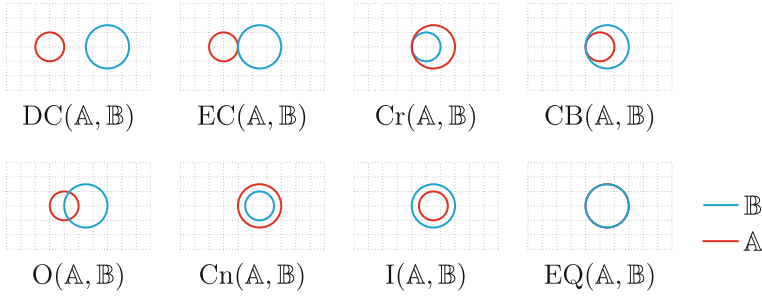 DC(𝔸, 𝔹) EC(𝔸, 𝔹) Cr(𝔸, 𝔹) CB(𝔸, 𝔹)
𝔹
𝔸
O(𝔸, 𝔹) Cn(𝔸, 𝔹) I(𝔸, 𝔹) EQ(𝔸, 𝔹)